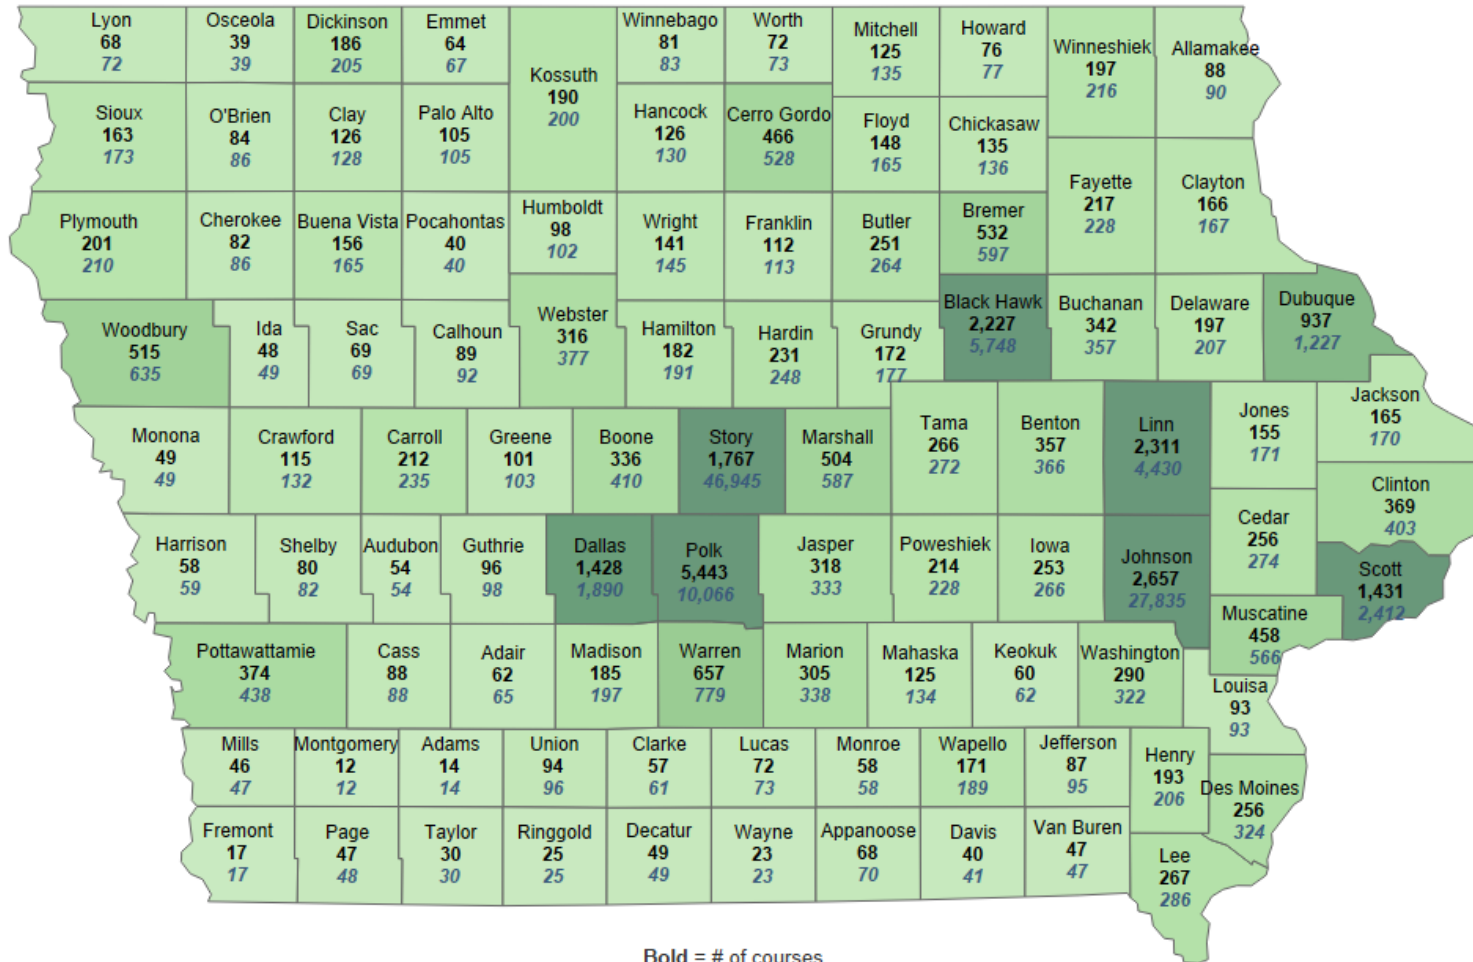 Lyon
68
72
Osceola
39
39
Dickinson
186
205
Emmet
64
67
Kossuth
190
200
Winnebago
81
83
Worth
72
73
Mitchell
125
135
Howard
76
77
Winneshiek
197
216
Allamakee
88
90
Sioux
163
173
O'Brien
84
86
Clay
126
128
Palo Alto
105
105
Hancock
126
130
Cerro Gordo
466
528
Floyd
148
165
Chickasaw
135
136
Fayette
217
228
Clayton
166
167
Plymouth
201
210
Cherokee
82
86
Buena Vista
156
165
Pocahontas
40
40
Humboldt
98
102
Wright
141
145
Franklin
112
113
Butler
251
264
Bremer
532
597
Woodbury
515
635
Ida
48
49
Sac
69
69
Calhoun
89
92
Webster
316
377
Hamilton
182
191
Hardin
231
248
Grundy
172
177
Black Hawk
2,227
5,748
Buchanan
342
357
Delaware
197
207
Dubuque
937
1,227
Monona
49
49
Crawford
115
132
Carroll
212
235
Greene
101
103
Boone
336
410
Story
1,767
46,945
Marshall
504
587
Tama
266
272
Benton
357
366
Linn
2,311
4,430
Jones
155
171
Jackson
165
170
Clinton
369
403
Harrison
58
59
Shelby
80
82
Audubon
54
54
Guthrie
96
98
Dallas
1,428
1,890
Polk
5,443
10,066
Jasper
318
333
Poweshiek
214
228
Iowa
253
266
Johnson
2,657
27,835
Cedar
256
274
Scott
1,431
2,412
Muscatine
458
566
Pottawattamie
374
438
Cass
88
88
Adair
62
65
Madison
185
197
Warren
657
779
Marion
305
338
Mahaska
125
134
Keokuk
60
62
Washington
290
322
Louisa
93
93
Mills
46
47
Montgomery
12
12
Adams
14
14
Union
94
96
Clarke
57
61
Lucas
72
73
Monroe
58
58
Wapello
171
189
Jefferson
87
95
Henry
193
206
Des Moines
256
324
Fremont
17
17
Page
47
48
Taylor
30
30
Ringgold
25
25
Decatur
49
49
Wayne
23
23
Appanoose
68
70
Davis
40
41
Van Buren
47
47
Lee
267
286
Bold = # of courses